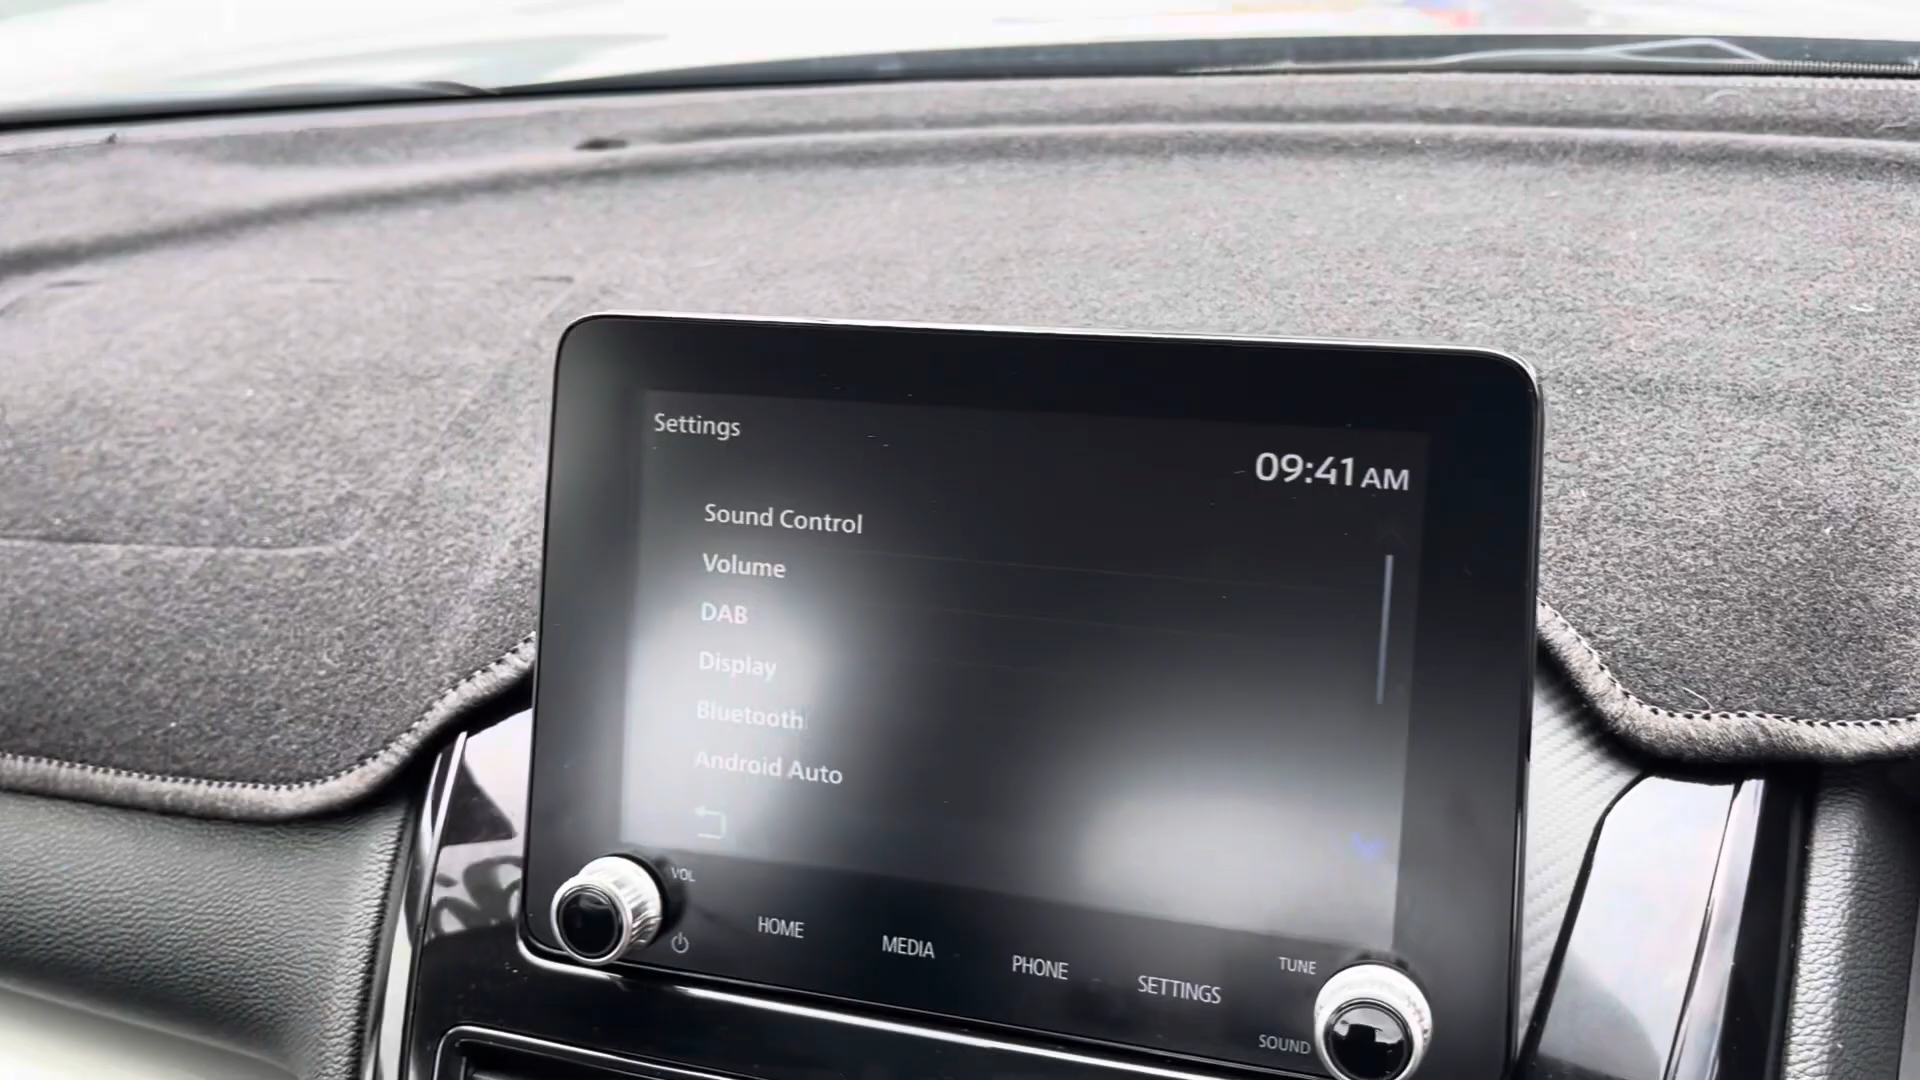 Settings
09:41 AM
Sound Control
Volume
DAB
Display
Bluetooth
Android Auto
VOL
HOME
MEDIA
PHONE
SETTINGS
TUNE
SOUND